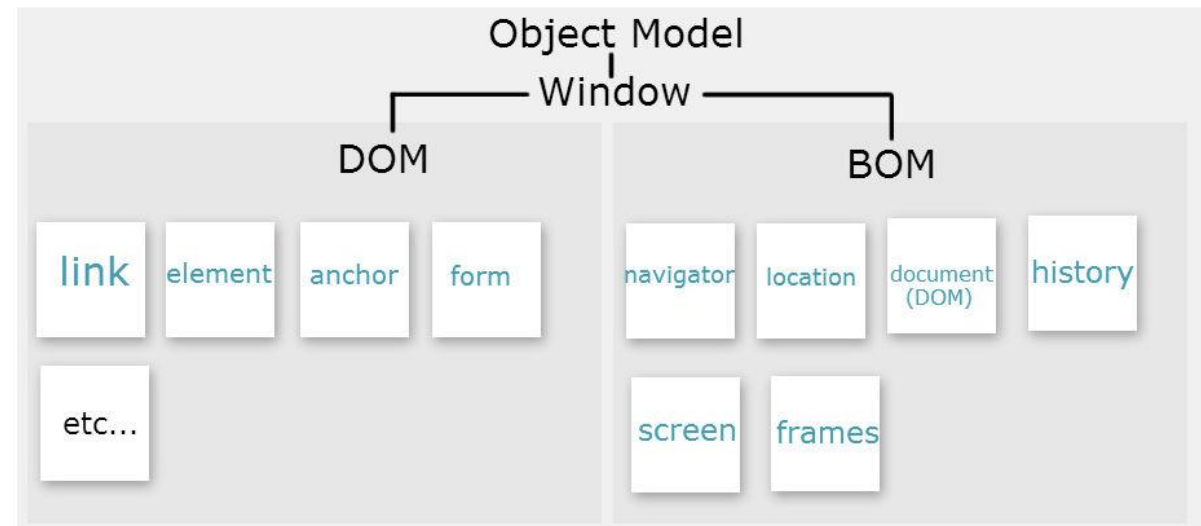 Object Model
Window
DOM
BOM
link
element
anchor
form
etc...
navigator
location
document
(DOM)
history
screen
frames